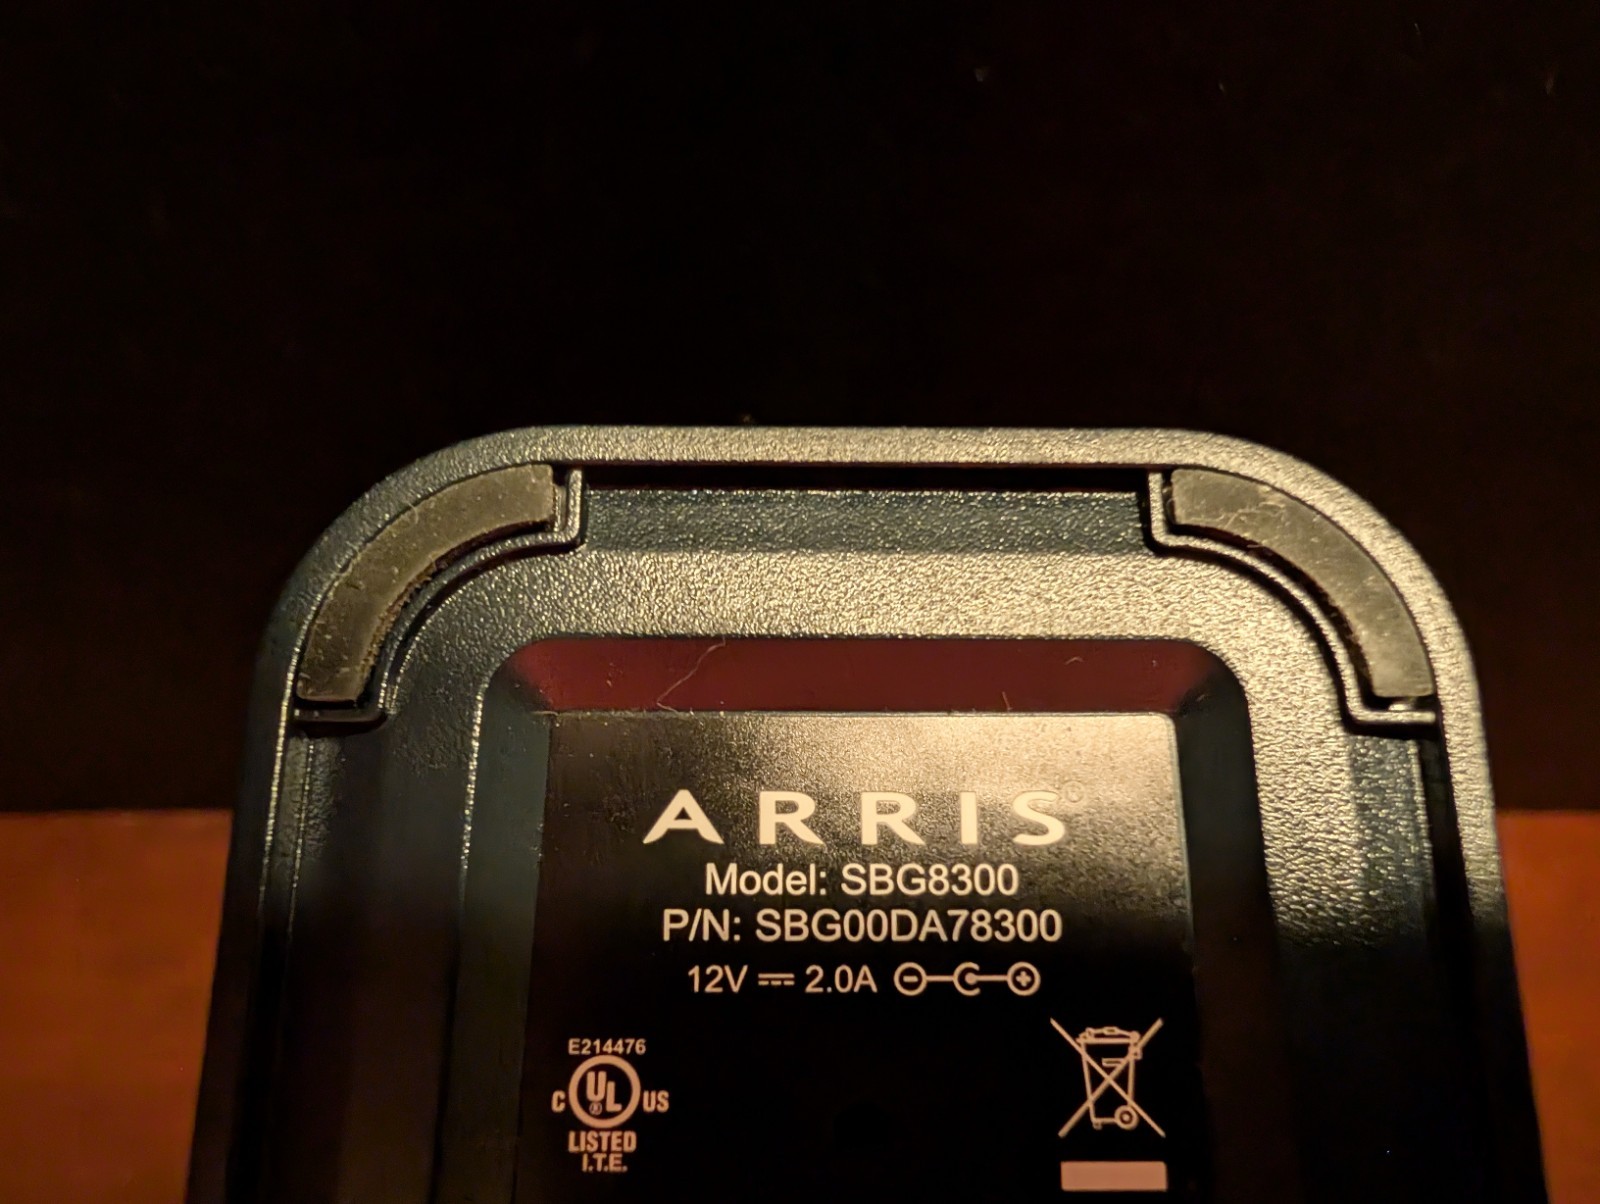 ARRIS®
Model: SBG8300
P/N: SBG00DA78300
12V 2.0A
E214476
C UL® US
LISTED
I.T.E.